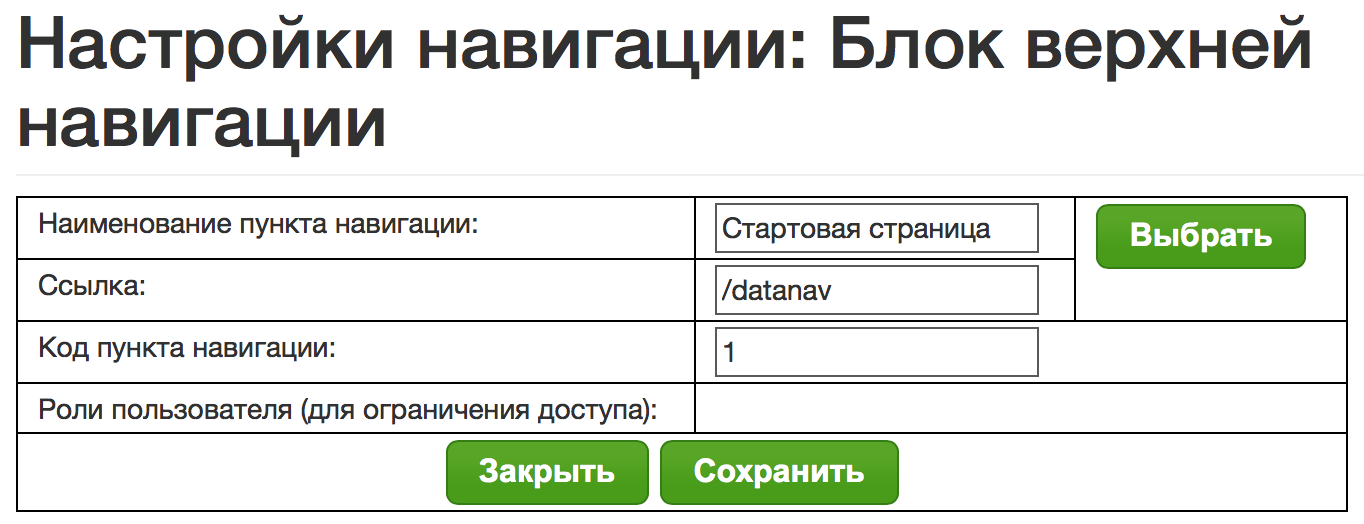 Настройки навигации: Блок верхней
навигации
Наименование пункта навигации: Стартовая страница Выбрать
Ссылка: /datanav
Код пункта навигации: 1
Роли пользователя (для ограничения доступа):
Закрыть Сохранить